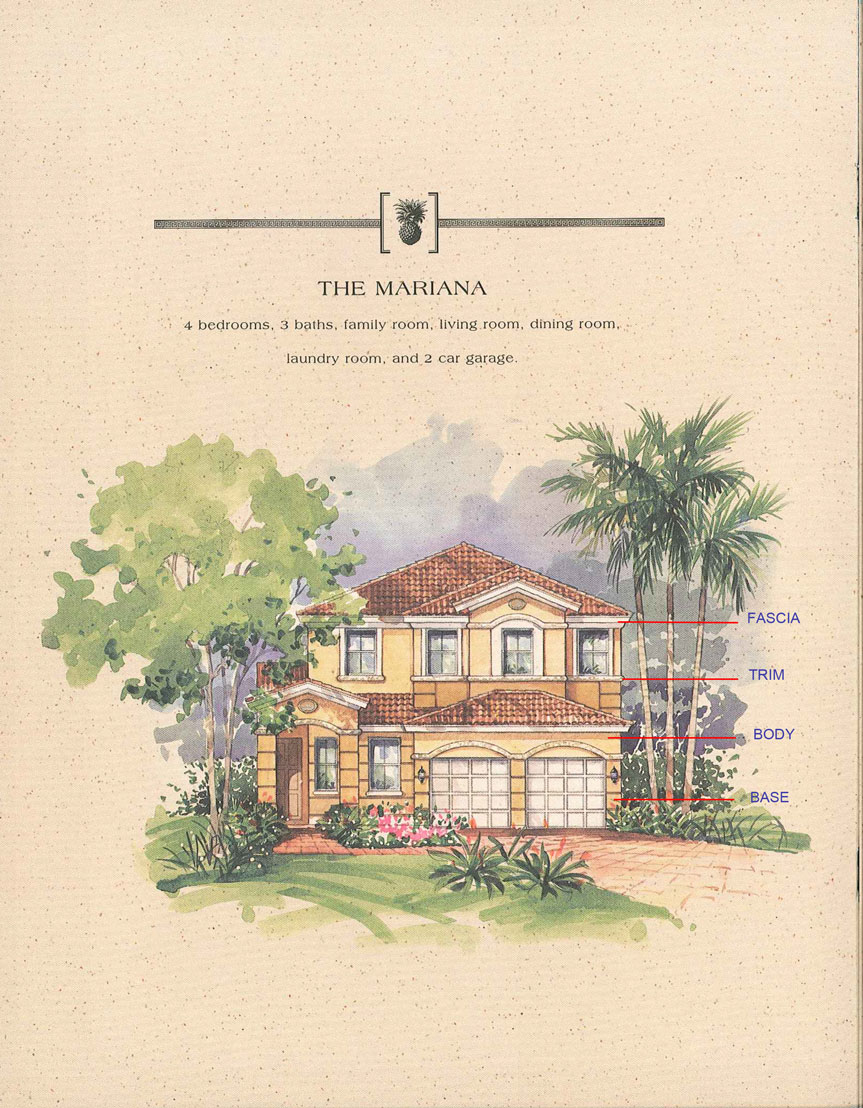 THE MARIANA
4 bedrooms, 3 baths, family room, living room, dining room,
laundry room, and 2 car garage.
FASCIA
TRIM
BODY
BASE